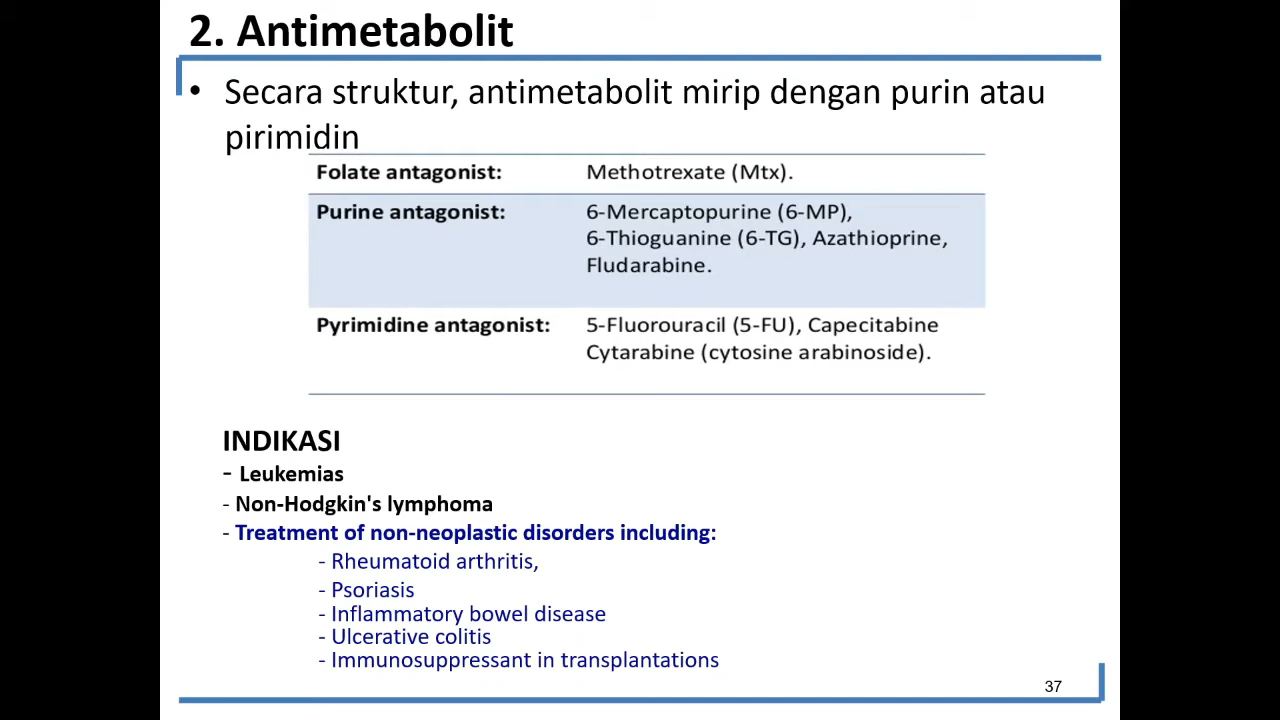 2. Antimetabolit
• Secara struktur, antimetabolit mirip dengan purin atau
pirimidin
Folate antagonist: Methotrexate (Mtx).
Purine antagonist: 6-Mercaptopurine (6-MP),
6-Thioguanine (6-TG), Azathioprine,
Fludarabine.
Pyrimidine antagonist: 5-Fluorouracil (5-FU), Capecitabine
Cytarabine (cytosine arabinoside).
INDIKASI
- Leukemias
- Non-Hodgkin's lymphoma
- Treatment of non-neoplastic disorders including:
- Rheumatoid arthritis,
- Psoriasis
- Inflammatory bowel disease
- Ulcerative colitis
- Immunosuppressant in transplantations
37